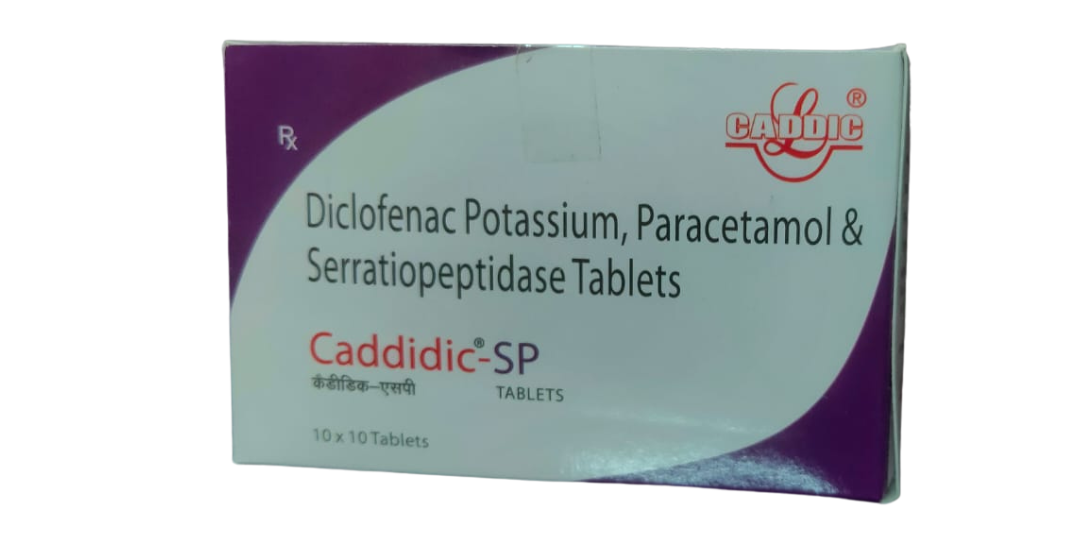 Rx
CADDIC®
Diclofenac Potassium, Paracetamol &
Serratiopeptidase Tablets
Caddidic®-SP
कैडीडिक–एसपी
TABLETS
10 x 10 Tablets